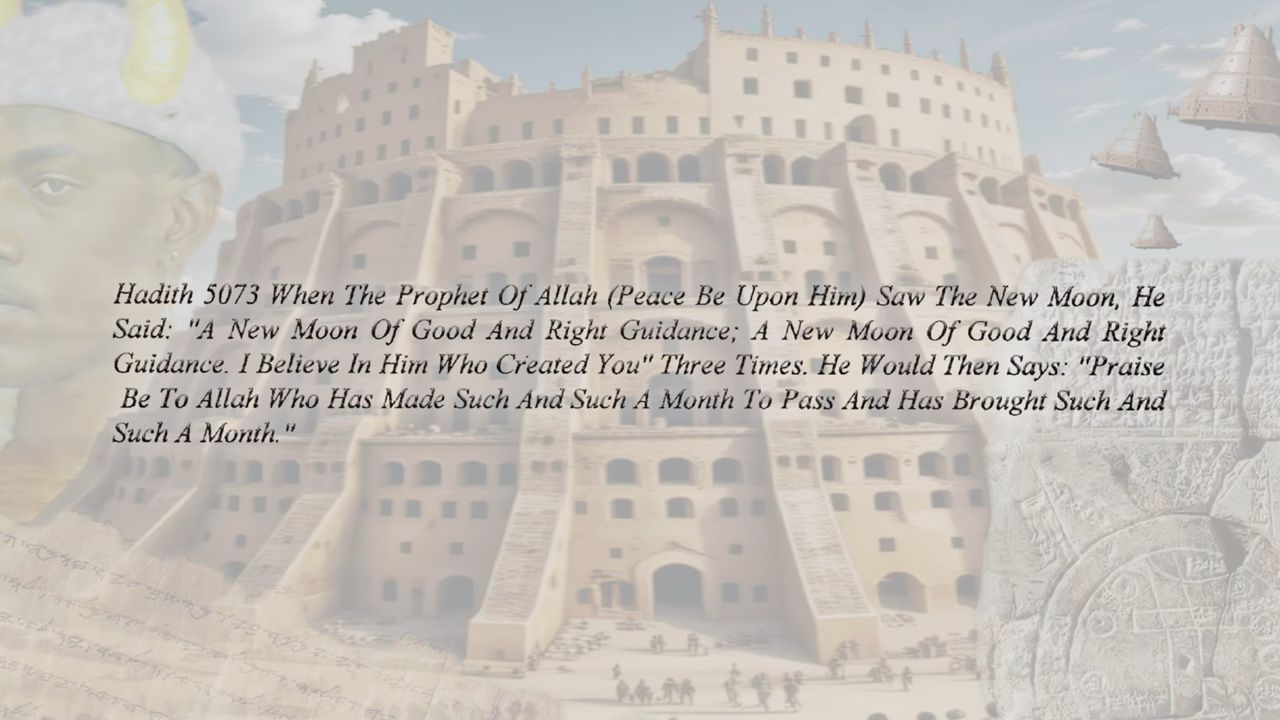 Hadith 5073 When The Prophet Of Allah (Peace Be Upon Him) Saw The New Moon, He
Said: "A New Moon Of Good And Right Guidance; A New Moon Of Good And Right
Guidance. I Believe In Him Who Created You" Three Times. He Would Then Says: "Praise
Be To Allah Who Has Made Such And Such A Month To Pass And Has Brought Such And
Such A Month."